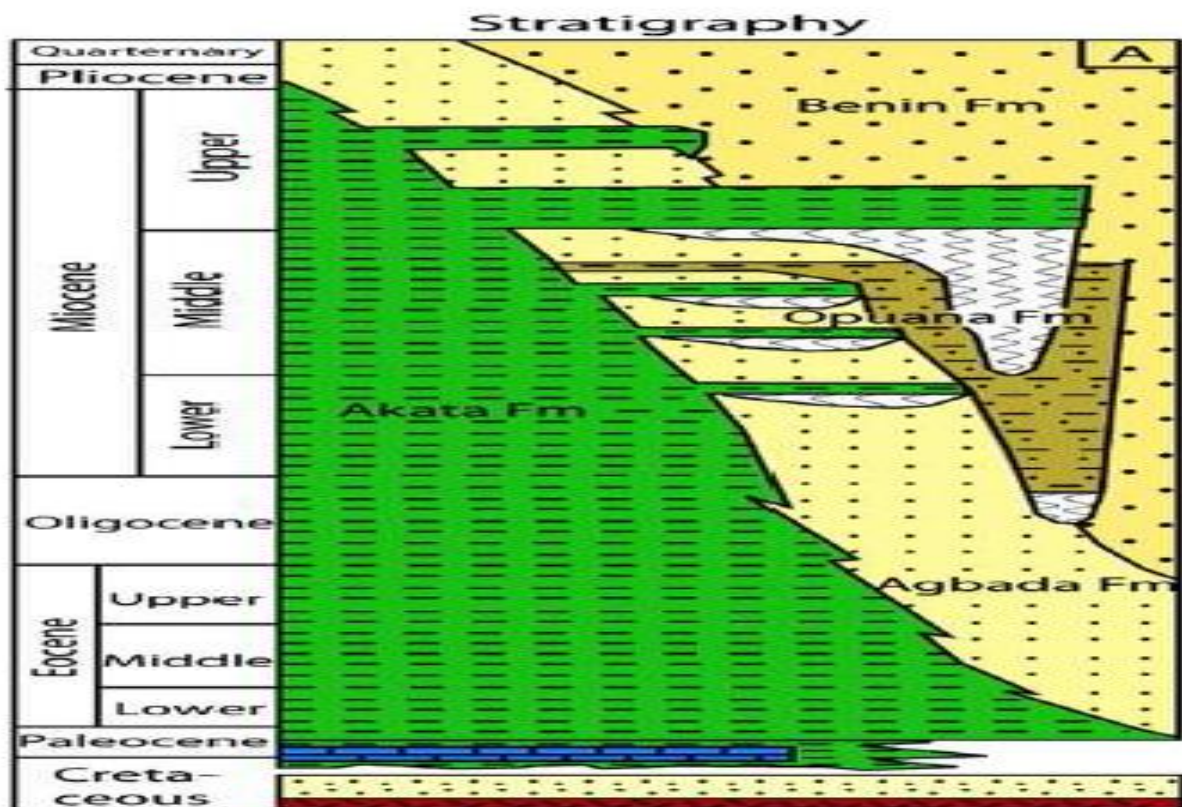 Stratigraphy
Quarternary
A
Pliocene
Benin Fm
Upper
Miocene
Middle
Opuana Fm
Lower
Akata Fm
Oligocene
Agbada Fm
Upper
Eocene
Middle
Lower
Paleocene
Creta-
ceous